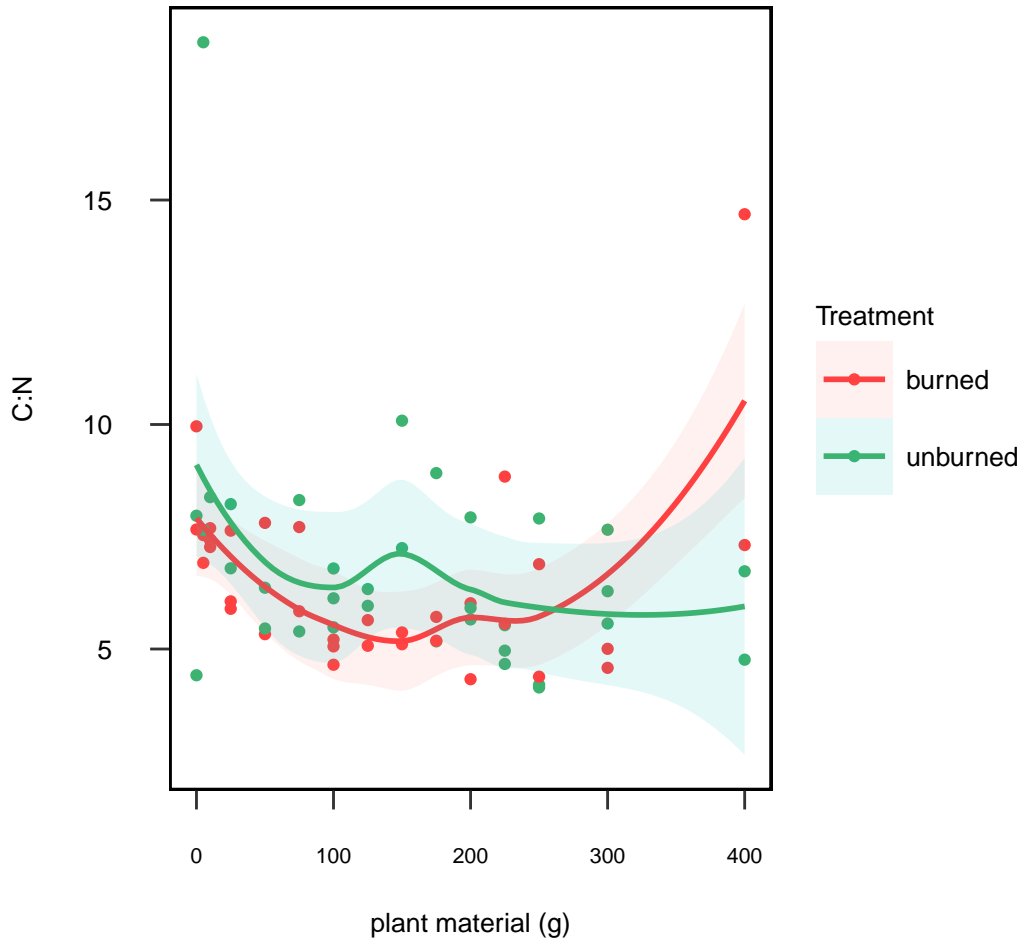 15
10
5
C:N
0 100 200 300 400
plant material (g)
Treatment
burned
unburned